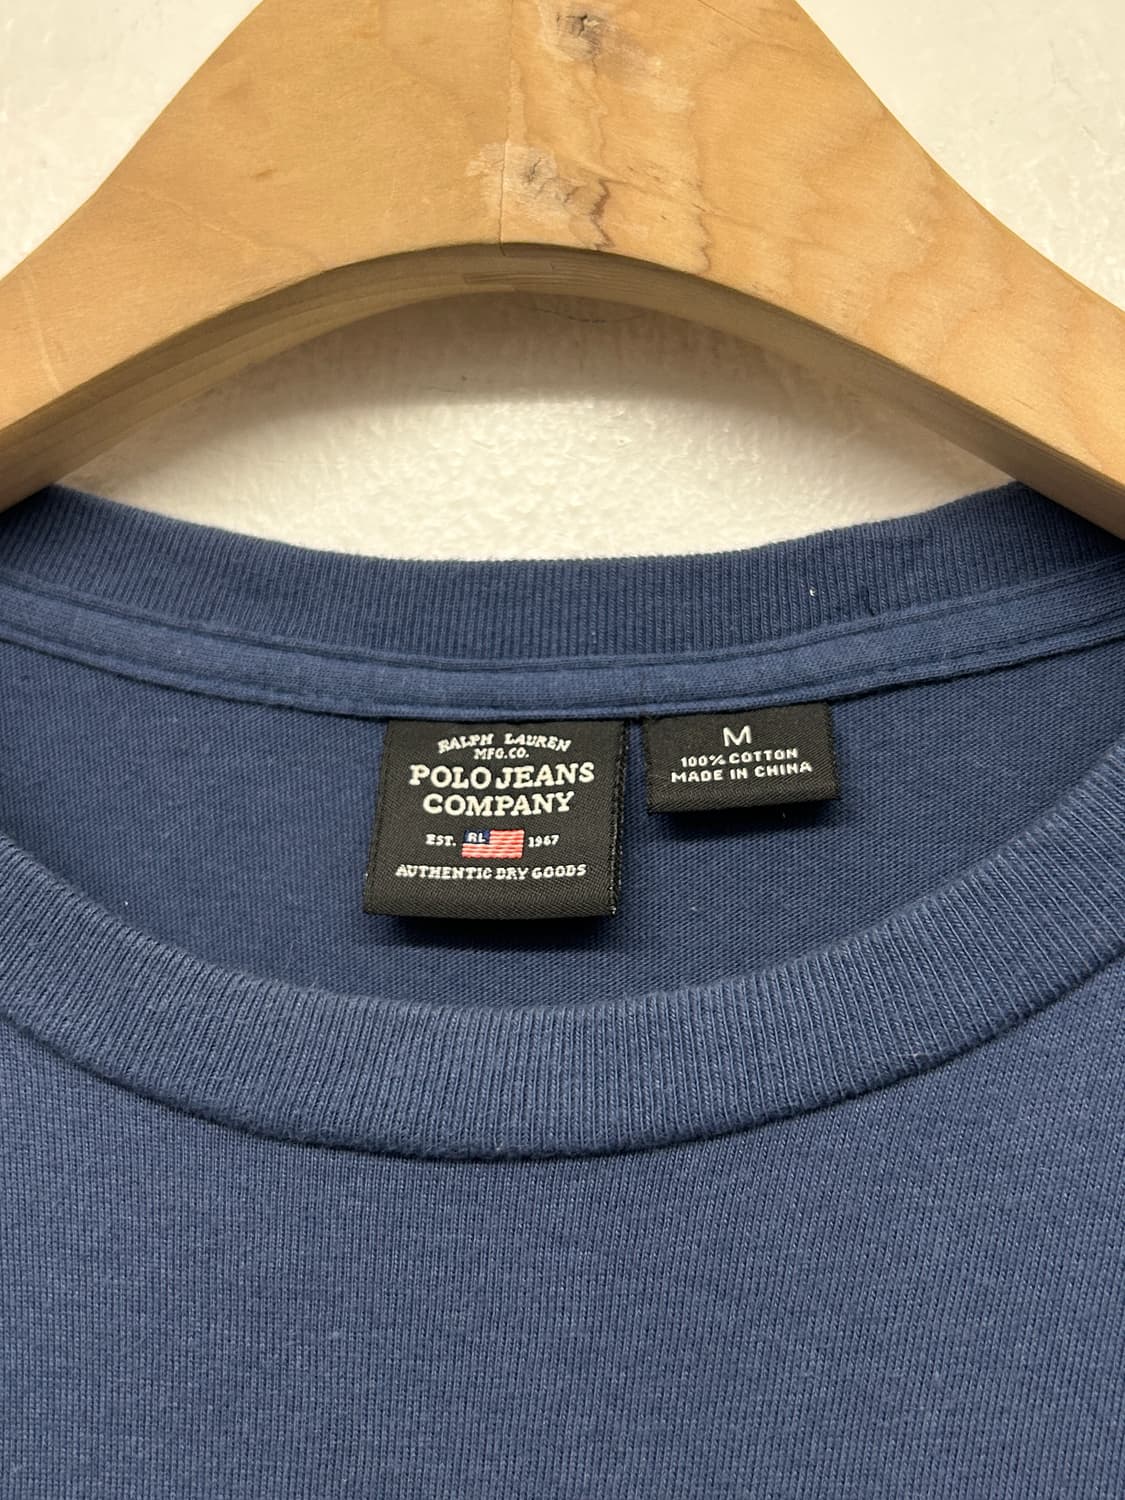 RALPH LAUREN
MFG.CO.
POLO JEANS
COMPANY
EST. RL 1967
AUTHENTIC DRY GOODS
M
100% COTTON
MADE IN CHINA